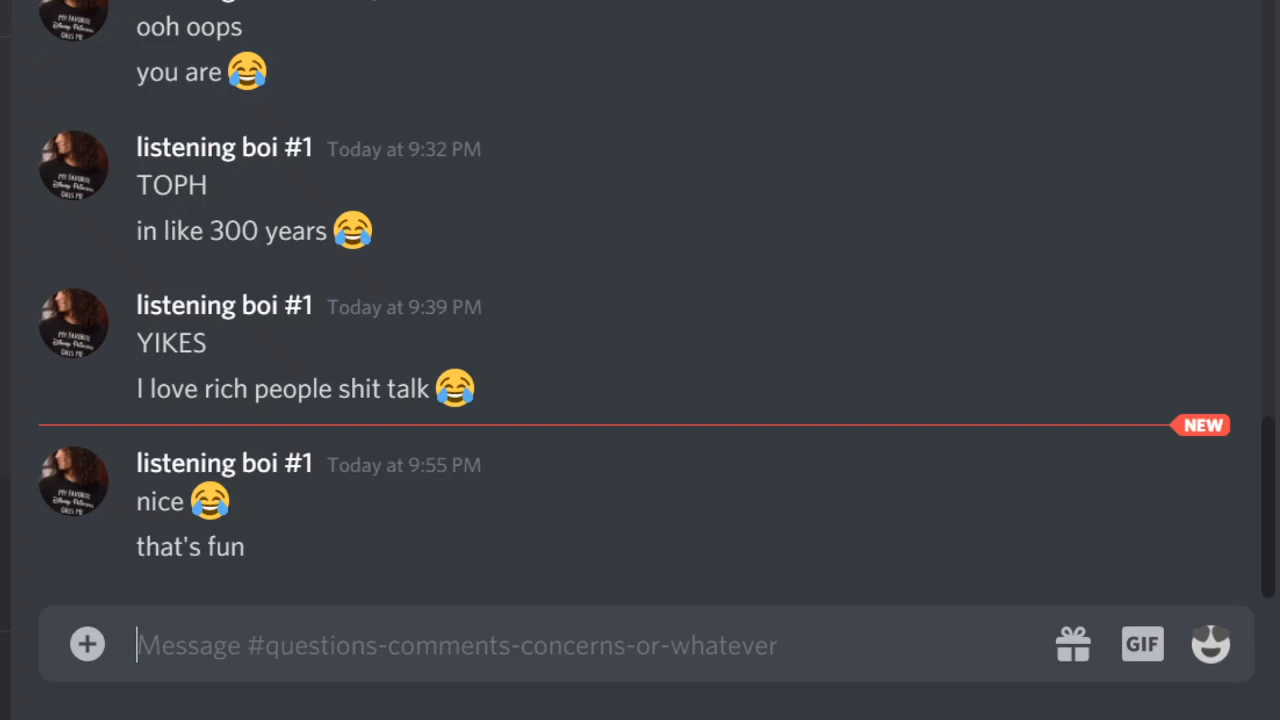 ooh oops
you are 😂
listening boi #1 Today at 9:32 PM
TOPH
in like 300 years 😂
listening boi #1 Today at 9:39 PM
YIKES
I love rich people shit talk 😂
NEW
listening boi #1 Today at 9:55 PM
nice 😂
that's fun
Message #questions-comments-concerns-or-whatever
GIF